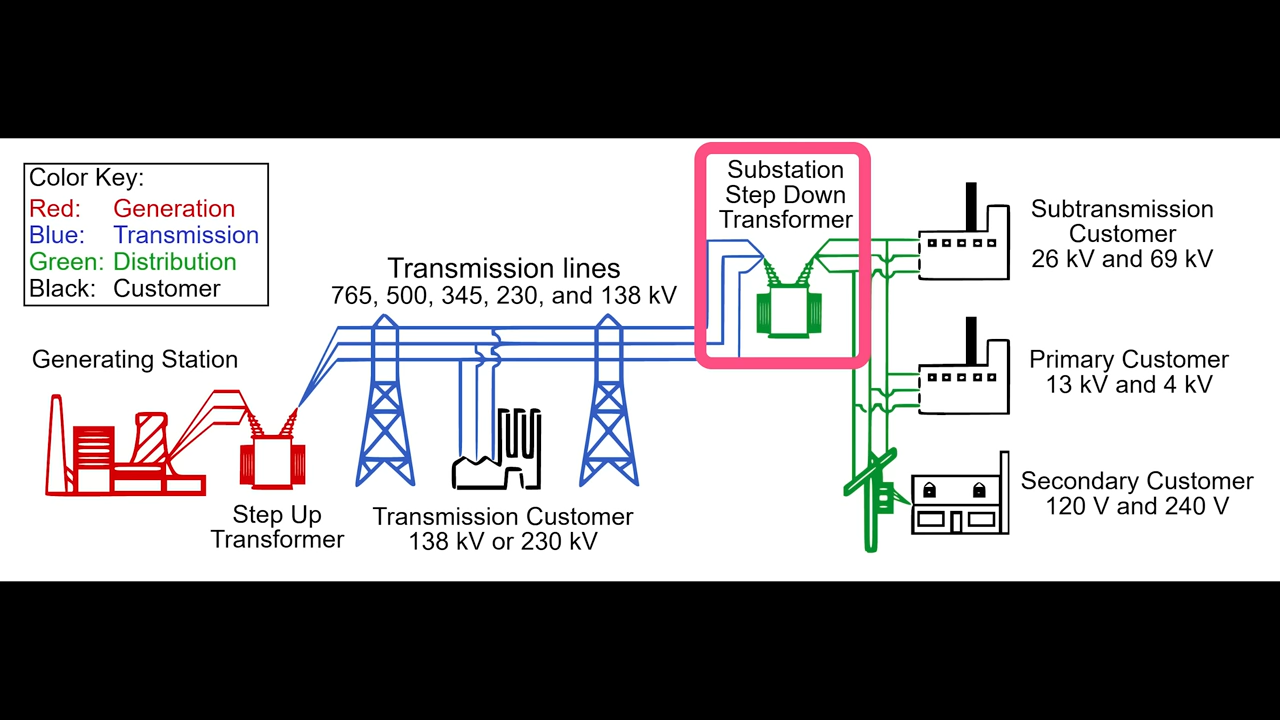 Color Key:
Red: Generation
Blue: Transmission
Green: Distribution
Black: Customer
Generating Station
Step Up
Transformer
Transmission lines
765, 500, 345, 230, and 138 kV
Transmission Customer
138 kV or 230 kV
Substation
Step Down
Transformer
Subtransmission
Customer
26 kV and 69 kV
Primary Customer
13 kV and 4 kV
Secondary Customer
120 V and 240 V